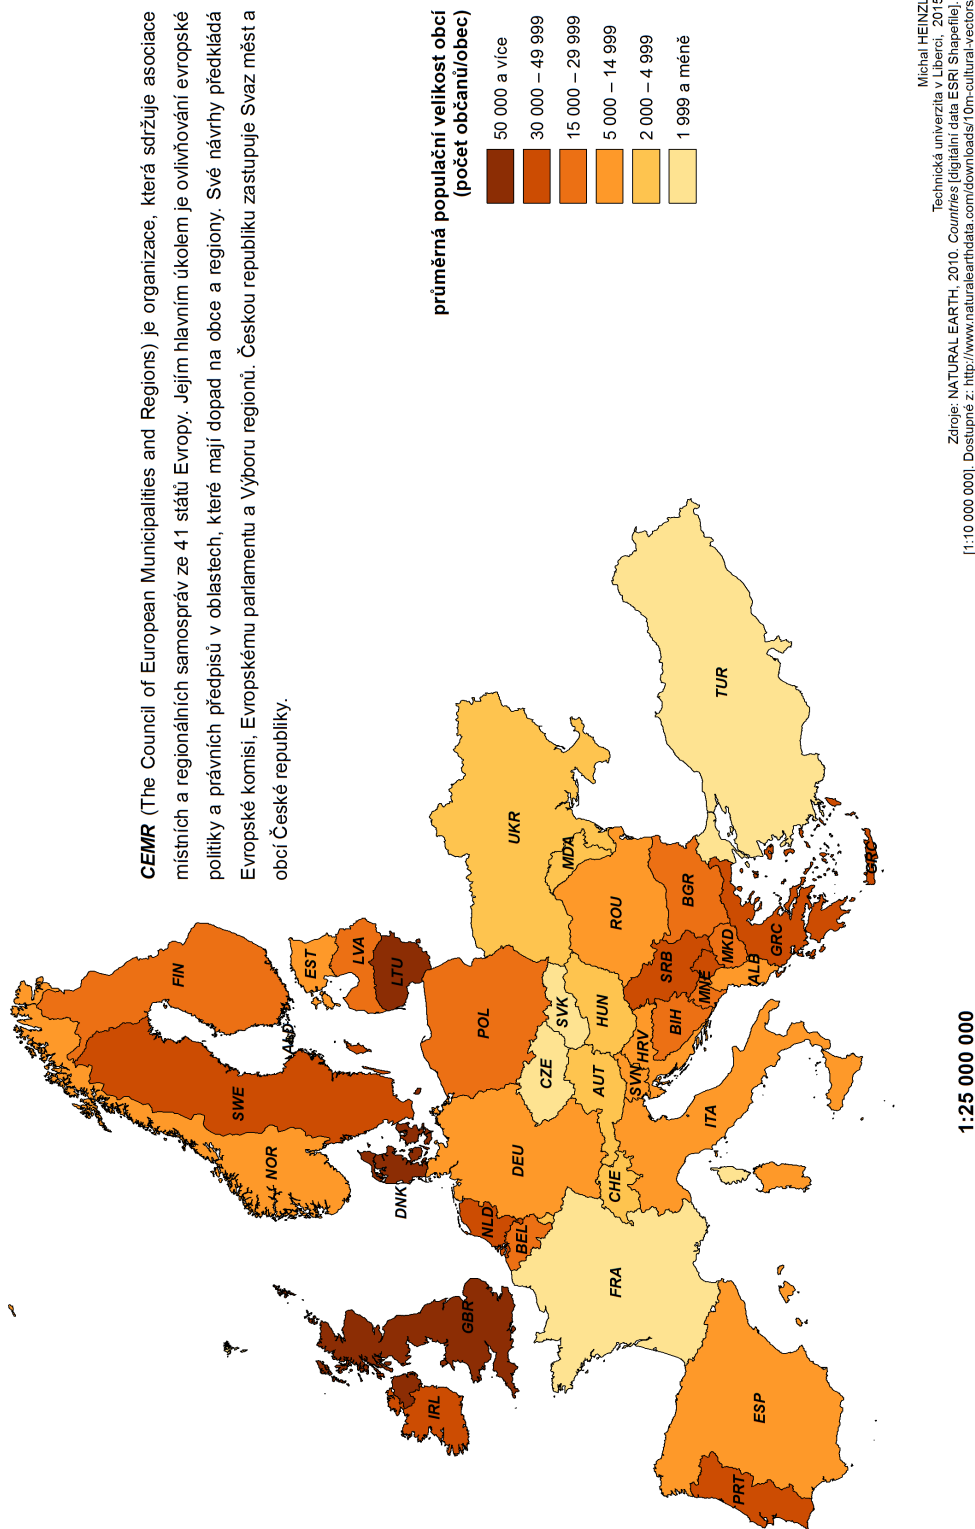 CEMR (The Council of European Municipalities and Regions) je organizace, která sdržuje asociace
místních a regionálních samospráv ze 41 států Evropy. Jejím hlavním úkolem je ovlivňování evropské
politiky a právních předpisů v oblastech, které mají dopad na obce a regiony. Své návrhy předkládá
Evropské komisi, Evropskému parlamentu a Výboru regionů. Českou republiku zastupuje Svaz měst a
obcí České republiky.
průměrná populační velikost obcí
(počet občanů/obec)
50 000 a více
30 000 – 49 999
15 000 – 29 999
5 000 – 14 999
2 000 – 4 999
1 999 a méně
FIN
SWE
NOR
EST
LVA
LTU
DNK
IRL
GBR
NLD
BEL
DEU
POL
CZE
SVK
UKR
MDA
FRA
CHE
AUT
HUN
ROU
SVN
HRV
BIH
SRB
MNE
BGR
MKD
ALB
GRC
GRC
ITA
PRT
ESP
TUR
1:25 000 000
Michal HEINZL
Technická univerzita v Liberci, 2015
Zdroje: NATURAL EARTH, 2010. Countries [digitální data ESRI Shapefile].
[1:10 000 000]. Dostupné z: http://www.naturalearthdata.com/downloads/10m-cultural-vectors